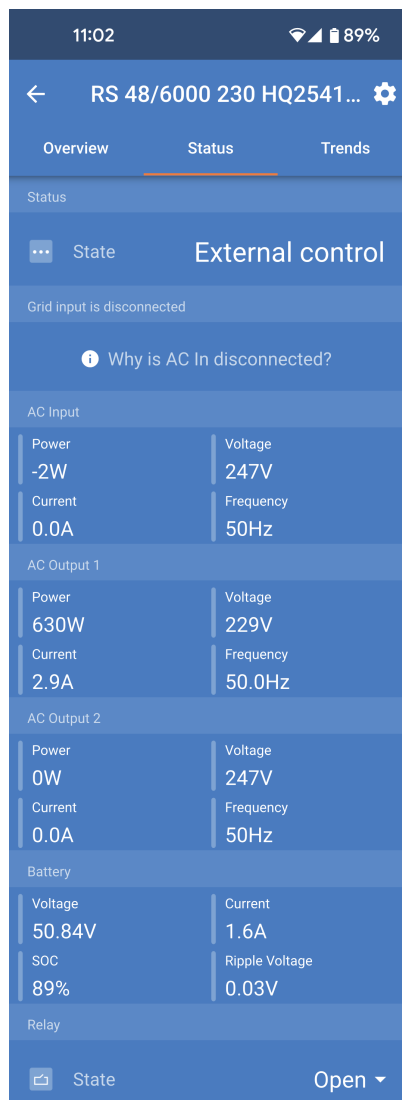 11:02
89%
RS 48/6000 230 HQ2541...
Overview Status Trends
Status
State External control
Grid input is disconnected
Why is AC In disconnected?
AC Input
Power Voltage
-2W 247V
Current Frequency
0.0A 50Hz
AC Output 1
Power Voltage
630W 229V
Current Frequency
2.9A 50.0Hz
AC Output 2
Power Voltage
0W 247V
Current Frequency
0.0A 50Hz
Battery
Voltage Current
50.84V 1.6A
SOC Ripple Voltage
89% 0.03V
Relay
State Open